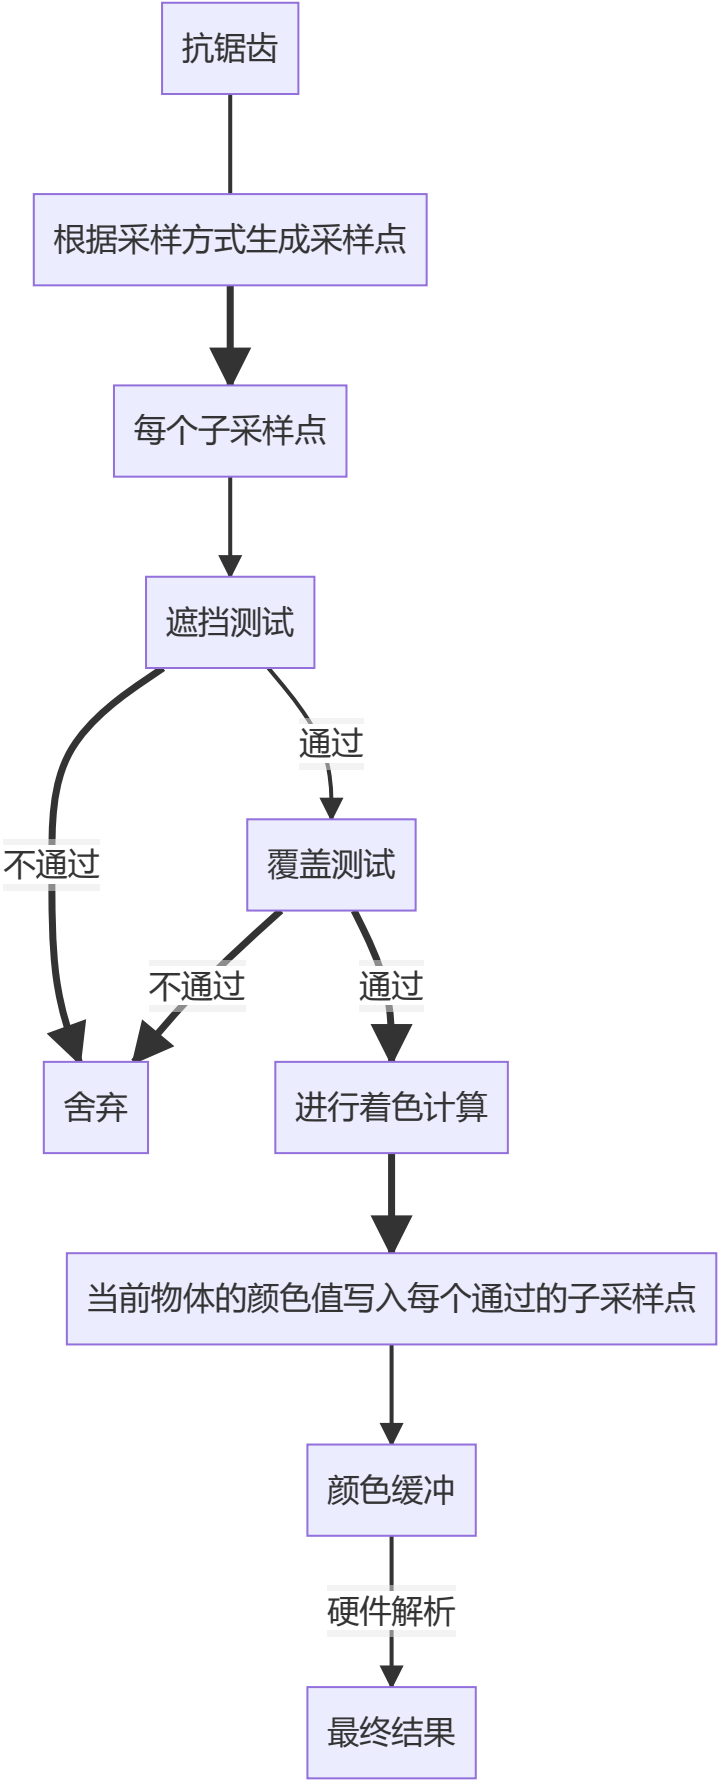 抗锯齿
根据采样方式生成采样点
每个子采样点
遮挡测试
通过
覆盖测试
不通过
不通过
通过
舍弃
进行着色计算
当前物体的颜色值写入每个通过的子采样点
颜色缓冲
硬件解析
最终结果